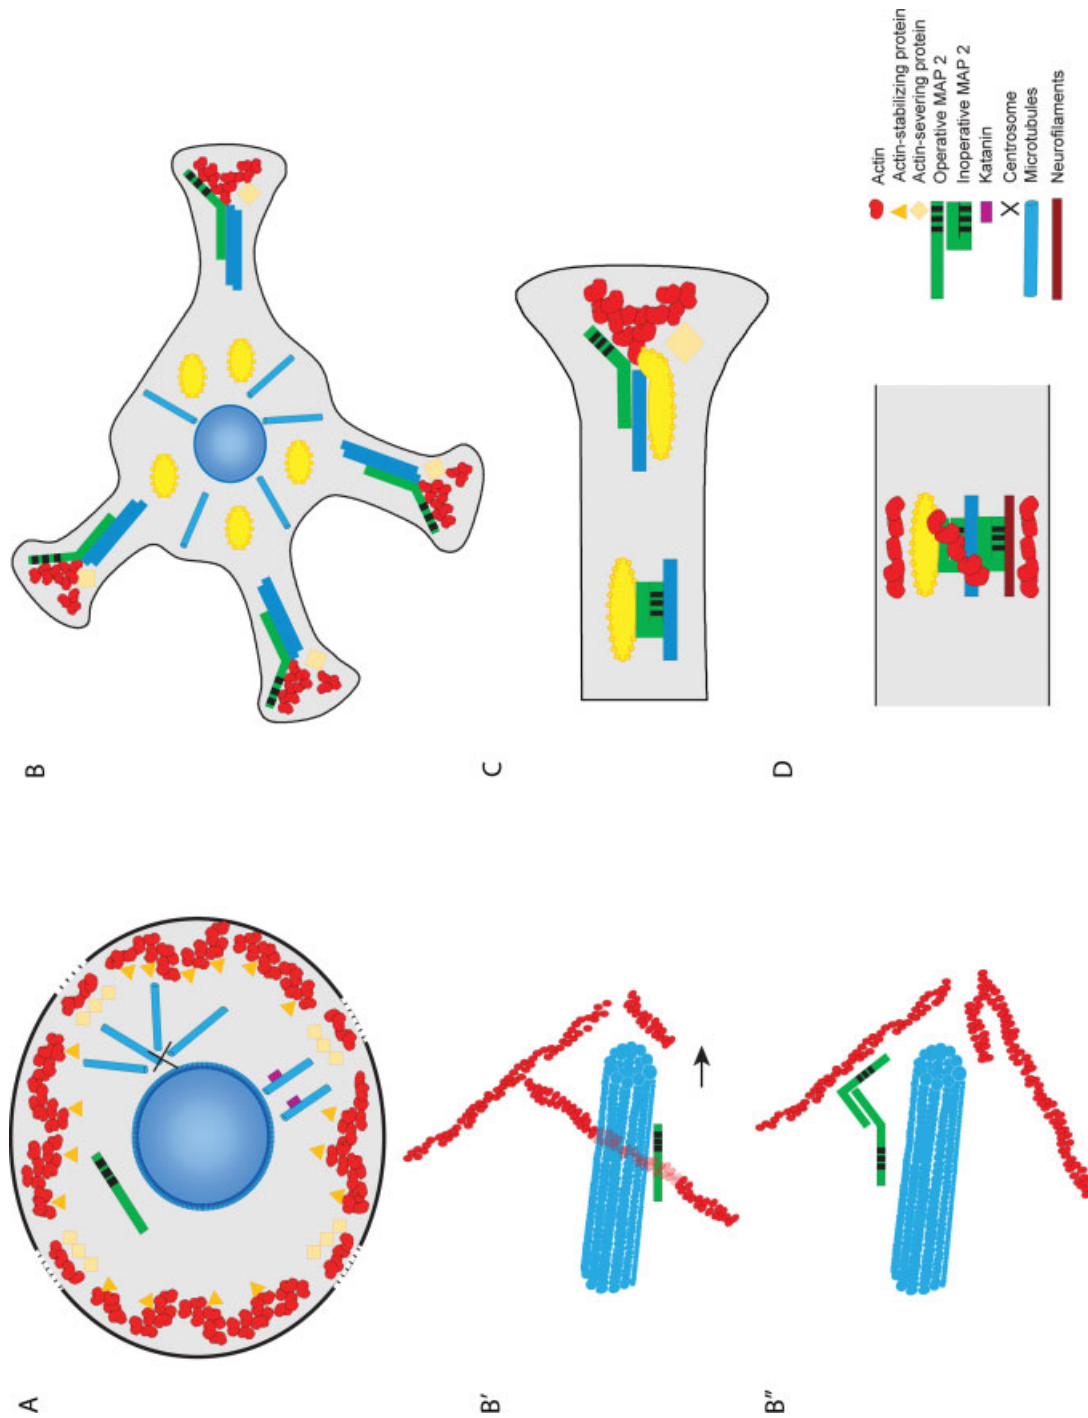 A
B
B′
B″
C
D
Actin
Actin-stabilizing protein
Actin-severing protein
Operative MAP 2
Inoperative MAP 2
Katanin
Centrosome
Microtubules
Neurofilaments